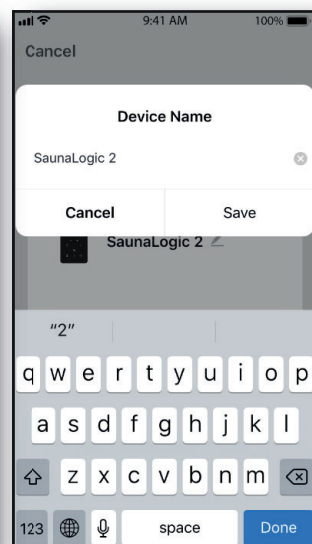 9:41 AM 100%
Cancel
Device Name
SaunaLogic 2
Cancel Save
SaunaLogic 2
"2"
q w e r t y u i o p
a s d f g h j k l
z x c v b n m
123 space Done